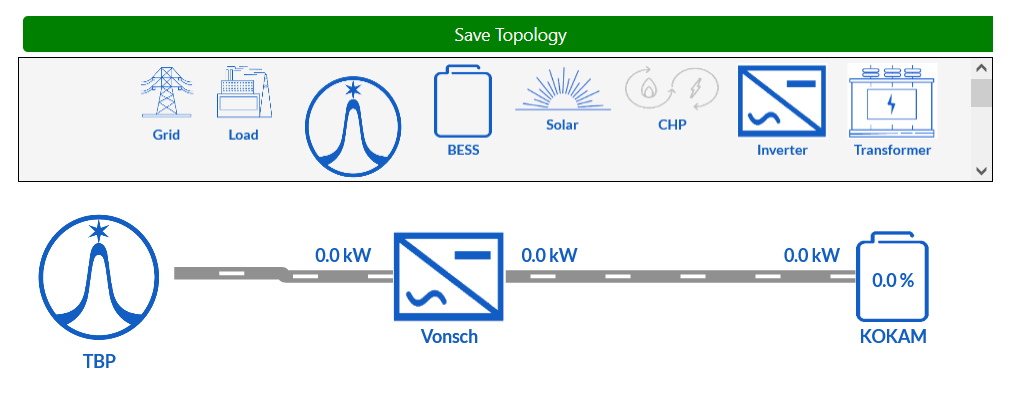 Save Topology
Grid
Load
BESS
Solar
CHP
Inverter
Transformer
0.0 kW
0.0 kW
0.0 kW
0.0 %
TBP
Vonsch
KOKAM